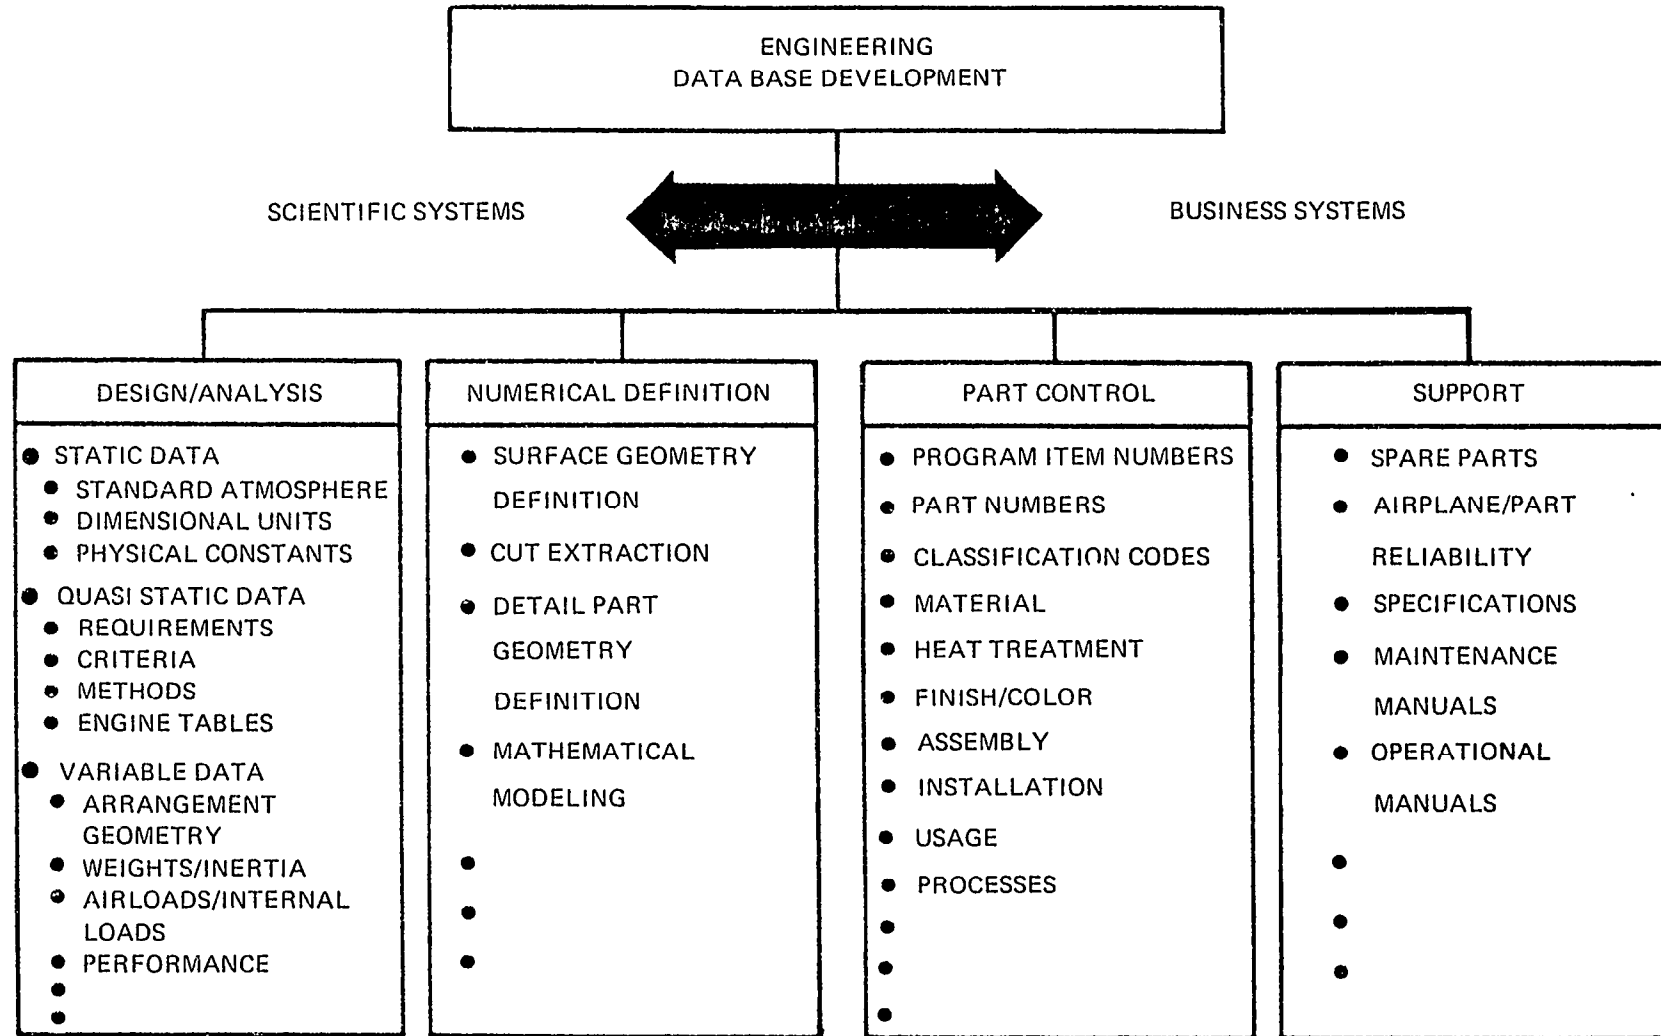 ENGINEERING
DATA BASE DEVELOPMENT
SCIENTIFIC SYSTEMS
BUSINESS SYSTEMS
DESIGN/ANALYSIS
STATIC DATA
STANDARD ATMOSPHERE
DIMENSIONAL UNITS
PHYSICAL CONSTANTS
QUASI STATIC DATA
REQUIREMENTS
CRITERIA
METHODS
ENGINE TABLES
VARIABLE DATA
ARRANGEMENT
GEOMETRY
WEIGHTS/INERTIA
AIRLOADS/INTERNAL
LOADS
PERFORMANCE
NUMERICAL DEFINITION
SURFACE GEOMETRY
DEFINITION
CUT EXTRACTION
DETAIL PART
GEOMETRY
DEFINITION
MATHEMATICAL
MODELING
PART CONTROL
PROGRAM ITEM NUMBERS
PART NUMBERS
CLASSIFICATION CODES
MATERIAL
HEAT TREATMENT
FINISH/COLOR
ASSEMBLY
INSTALLATION
USAGE
PROCESSES
SUPPORT
SPARE PARTS
AIRPLANE/PART
RELIABILITY
SPECIFICATIONS
MAINTENANCE
MANUALS
OPERATIONAL
MANUALS